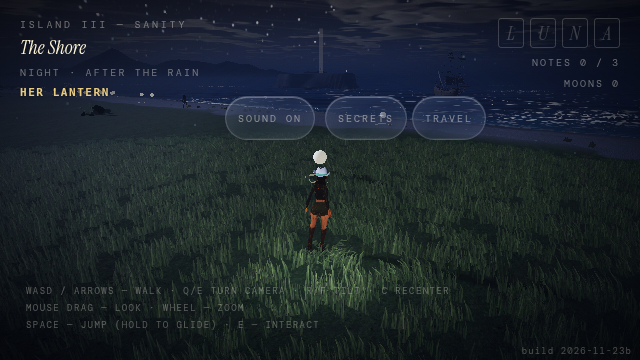 ISLAND III — SANITY
The Shore
NIGHT · AFTER THE RAIN
HER LANTERN
L U N A
NOTES 0 / 3
MOONS 0
SOUND ON
SECRETS
TRAVEL
WASD / ARROWS — WALK · Q/E TURN CAMERA · R/F TILT · C RECENTER
MOUSE DRAG — LOOK · WHEEL — ZOOM
SPACE — JUMP (HOLD TO GLIDE) · E — INTERACT
build 2026-11-23b